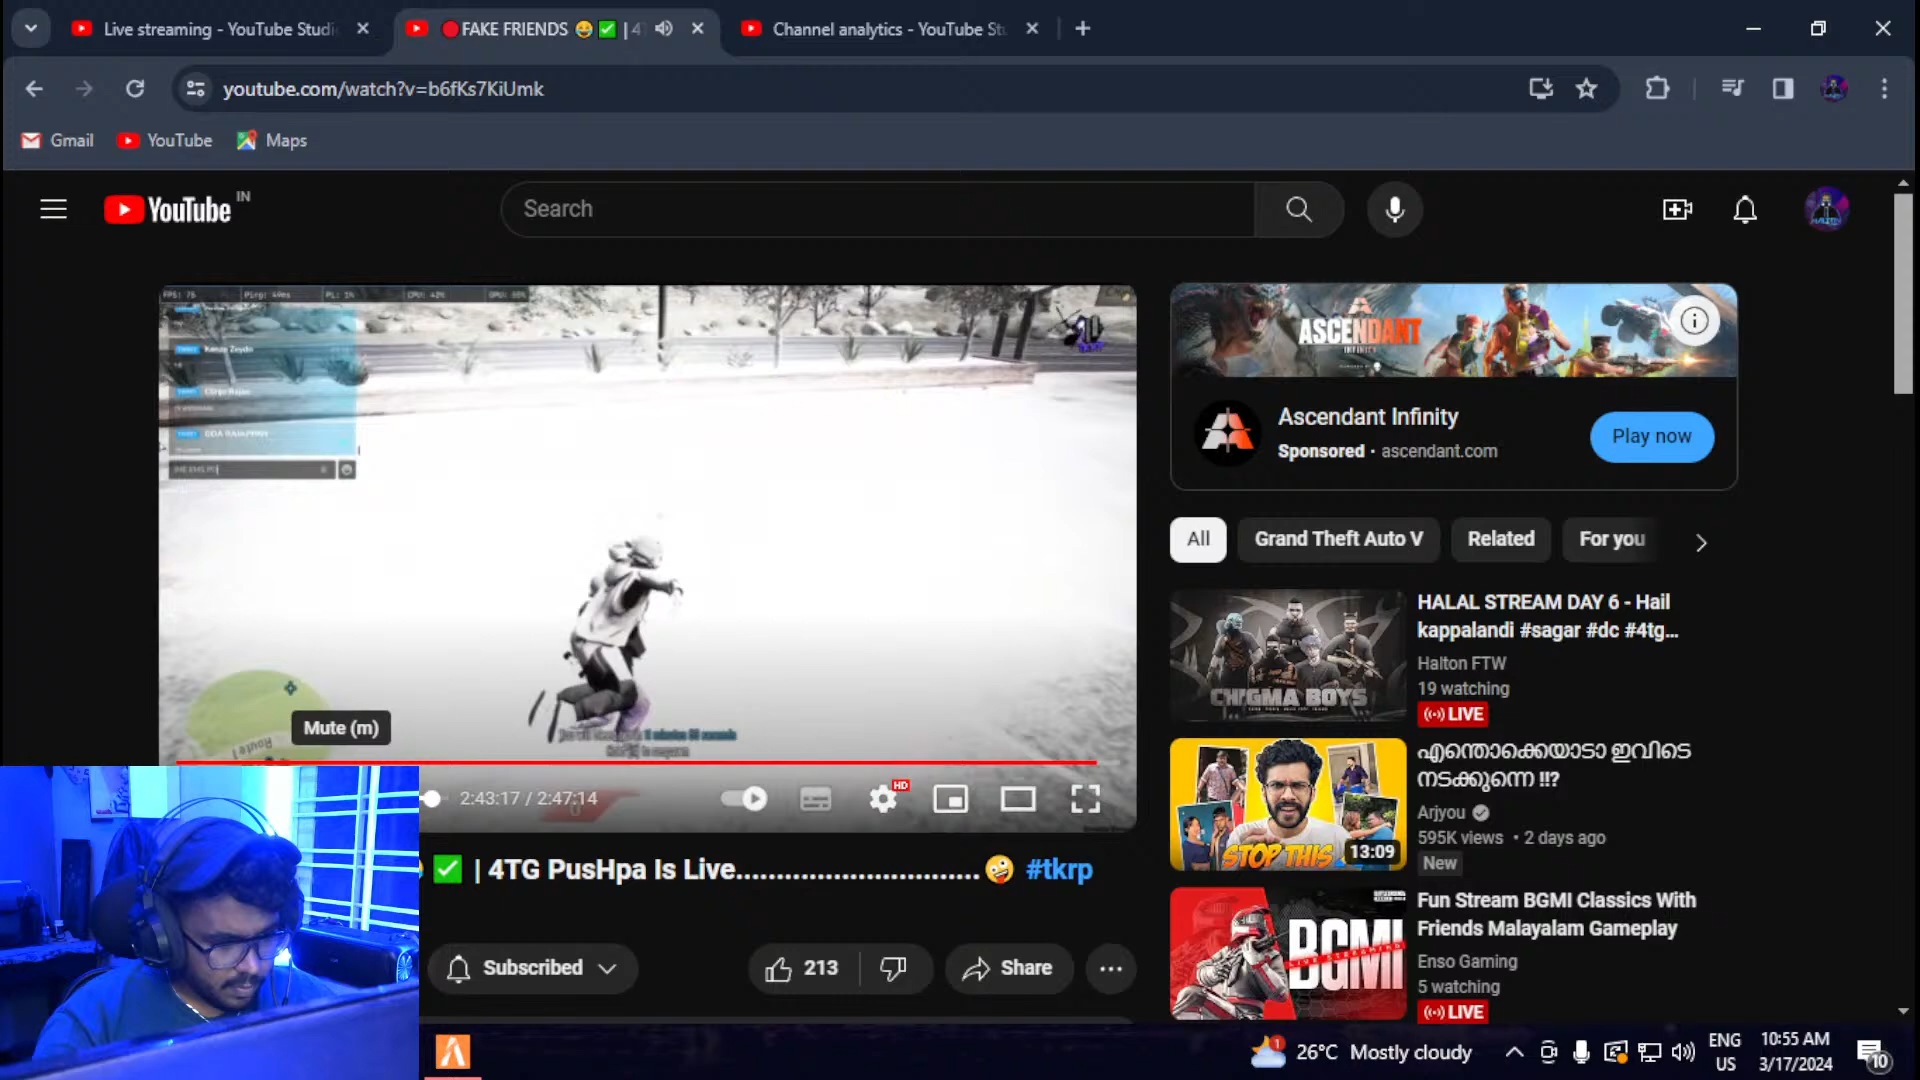 Live streaming - YouTube Studi
🔴FAKE FRIENDS 😂✅ | 4
Channel analytics - YouTube St
youtube.com/watch?v=b6fKs7KiUmk
Gmail
YouTube
Maps
YouTube IN
Search
Kenzo Zeydn
ASCENDANT
INFINITY
Ascendant Infinity
Sponsored · ascendant.com
Play now
All
Grand Theft Auto V
Related
For you
HALAL STREAM DAY 6 - Hail
kappalandi #sagar #dc #4tg...
Halton FTW
19 watching
LIVE
CHIGMA BOYS
എന്തൊക്കെയാടാ ഇവിടെ
നടക്കുന്നെ !!?
Arjyou
595K views • 2 days ago
New
STOP THIS
13:09
Fun Stream BGMI Classics With
Friends Malayalam Gameplay
Enso Gaming
5 watching
LIVE
BGMI
Route 1
Mute (m)
2:43:17 / 2:47:14
HD
✅ | 4TG PusHpa Is Live.............................. 🤪 #tkrp
Subscribed
213
Share
26°C Mostly cloudy
ENG
US
10:55 AM
3/17/2024
10